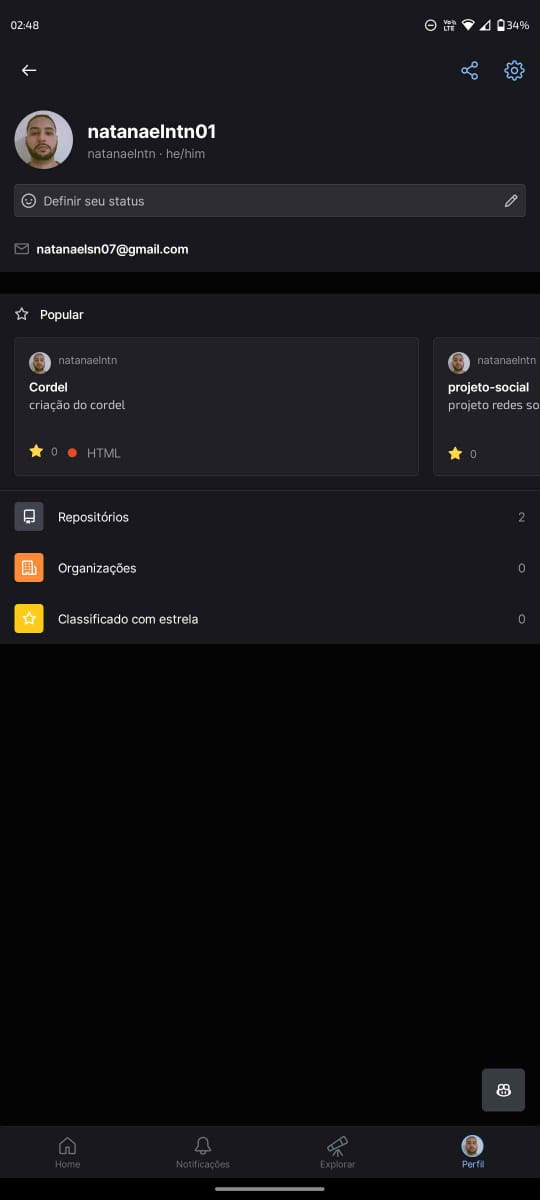 02:48
Vo))
LTE
34%
natanaelntn01
natanaelntn · he/him
Definir seu status
natanaelsn07@gmail.com
Popular
natanaelntn
Cordel
criação do cordel
0
HTML
natanaelntn
projeto-social
projeto redes so
0
Repositórios
2
Organizações
0
Classificado com estrela
0
Home
Notificações
Explorar
Perfil